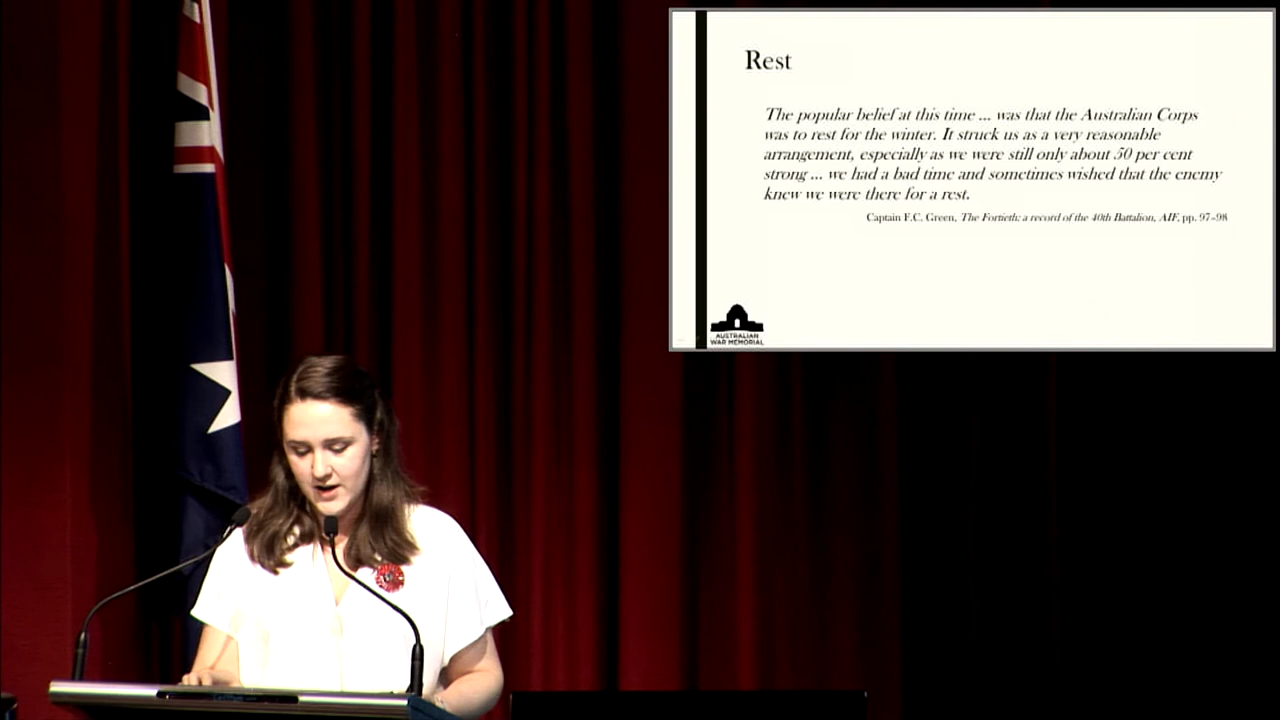 Rest
The popular belief at this time ... was that the Australian Corps
was to rest for the winter. It struck us as a very reasonable
arrangement, especially as we were still only about 50 per cent
strong ... we had a bad time and sometimes wished that the enemy
knew we were there for a rest.
Captain F.C. Green, The Fortieth: a record of the 40th Battalion, AIF, pp. 97–98
AUSTRALIAN
WAR MEMORIAL